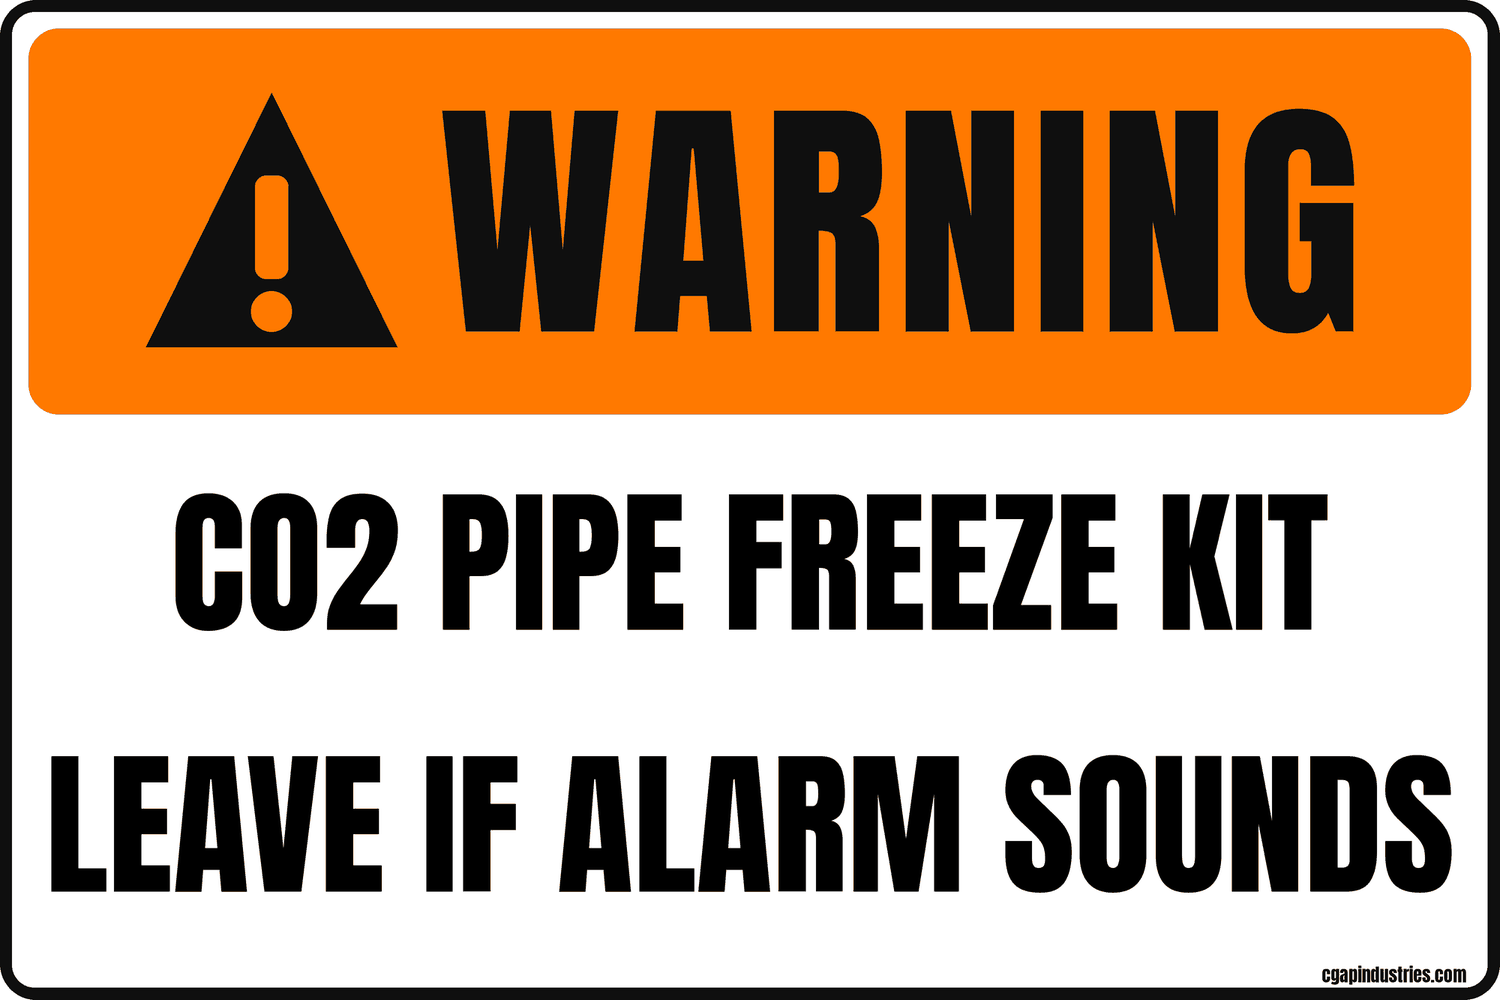 WARNING
CO2 PIPE FREEZE KIT
LEAVE IF ALARM SOUNDS
cgapindustries.com